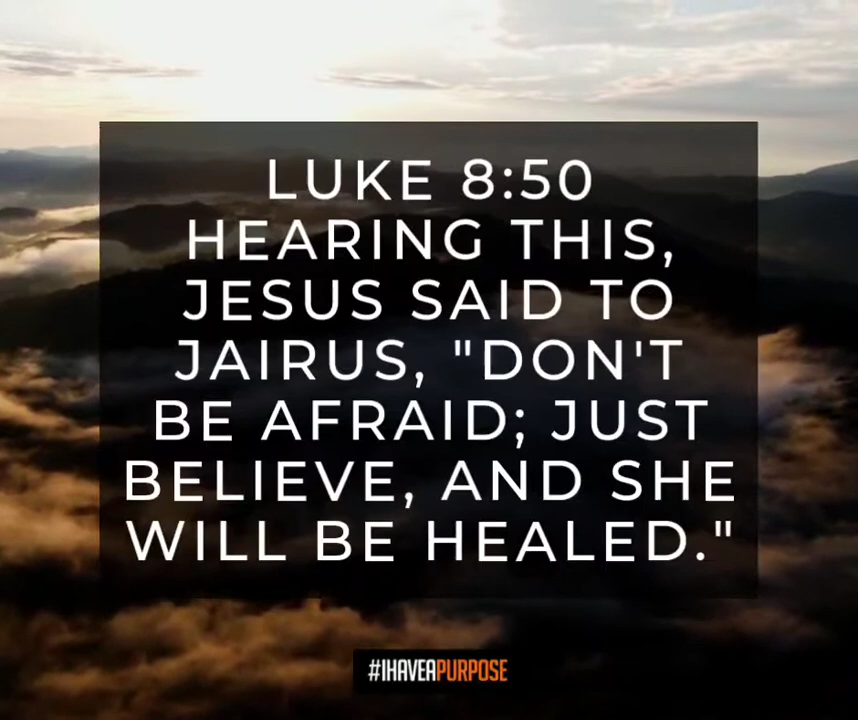 LUKE 8:50
HEARING THIS,
JESUS SAID TO
JAIRUS, "DON'T
BE AFRAID; JUST
BELIEVE, AND SHE
WILL BE HEALED."
#IHAVEAPURPOSE